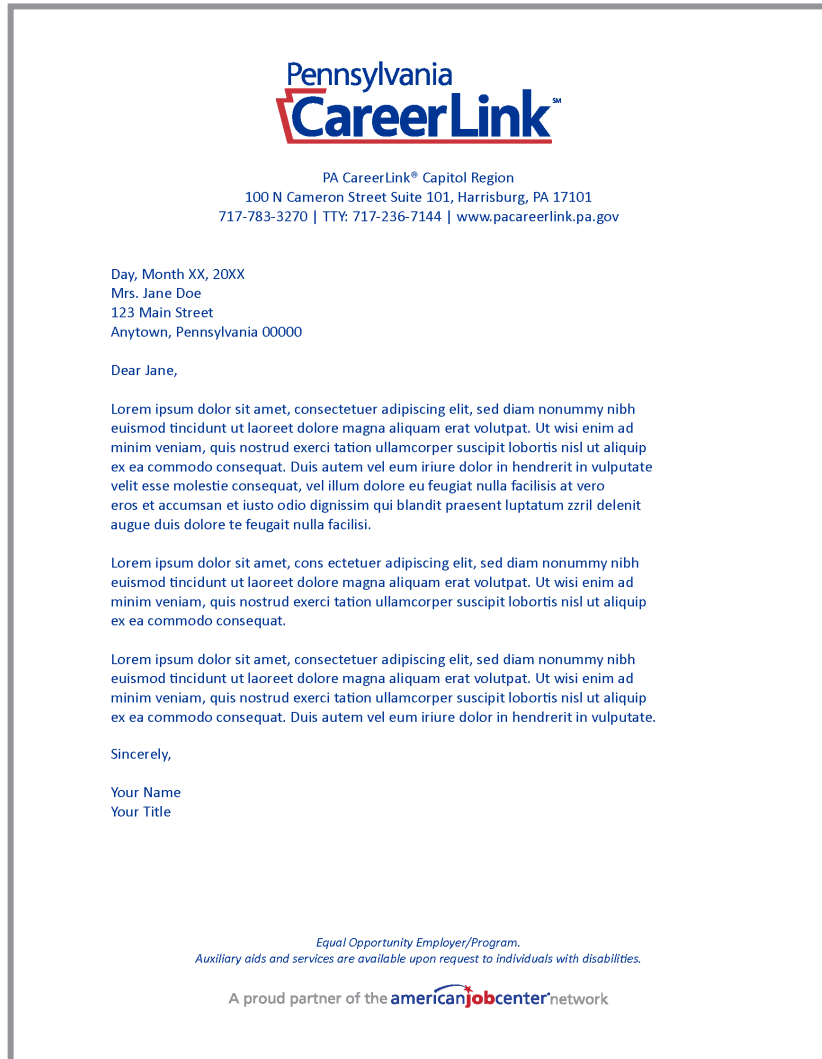 Pennsylvania
CareerLink℠
PA CareerLink® Capitol Region
100 N Cameron Street Suite 101, Harrisburg, PA 17101
717-783-3270 | TTY: 717-236-7144 | www.pacareerlink.pa.gov
Day, Month XX, 20XX
Mrs. Jane Doe
123 Main Street
Anytown, Pennsylvania 00000
Dear Jane,
Lorem ipsum dolor sit amet, consectetuer adipiscing elit, sed diam nonummy nibh
euismod tincidunt ut laoreet dolore magna aliquam erat volutpat. Ut wisi enim ad
minim veniam, quis nostrud exerci tation ullamcorper suscipit lobortis nisl ut aliquip
ex ea commodo consequat. Duis autem vel eum iriure dolor in hendrerit in vulputate
velit esse molestie consequat, vel illum dolore eu feugiat nulla facilisis at vero
eros et accumsan et iusto odio dignissim qui blandit praesent luptatum zzril delenit
augue duis dolore te feugait nulla facilisi.
Lorem ipsum dolor sit amet, cons ectetuer adipiscing elit, sed diam nonummy nibh
euismod tincidunt ut laoreet dolore magna aliquam erat volutpat. Ut wisi enim ad
minim veniam, quis nostrud exerci tation ullamcorper suscipit lobortis nisl ut aliquip
ex ea commodo consequat.
Lorem ipsum dolor sit amet, consectetuer adipiscing elit, sed diam nonummy nibh
euismod tincidunt ut laoreet dolore magna aliquam erat volutpat. Ut wisi enim ad
minim veniam, quis nostrud exerci tation ullamcorper suscipit lobortis nisl ut aliquip
ex ea commodo consequat. Duis autem vel eum iriure dolor in hendrerit in vulputate.
Sincerely,
Your Name
Your Title
Equal Opportunity Employer/Program.
Auxiliary aids and services are available upon request to individuals with disabilities.
A proud partner of the americanjobcenter network